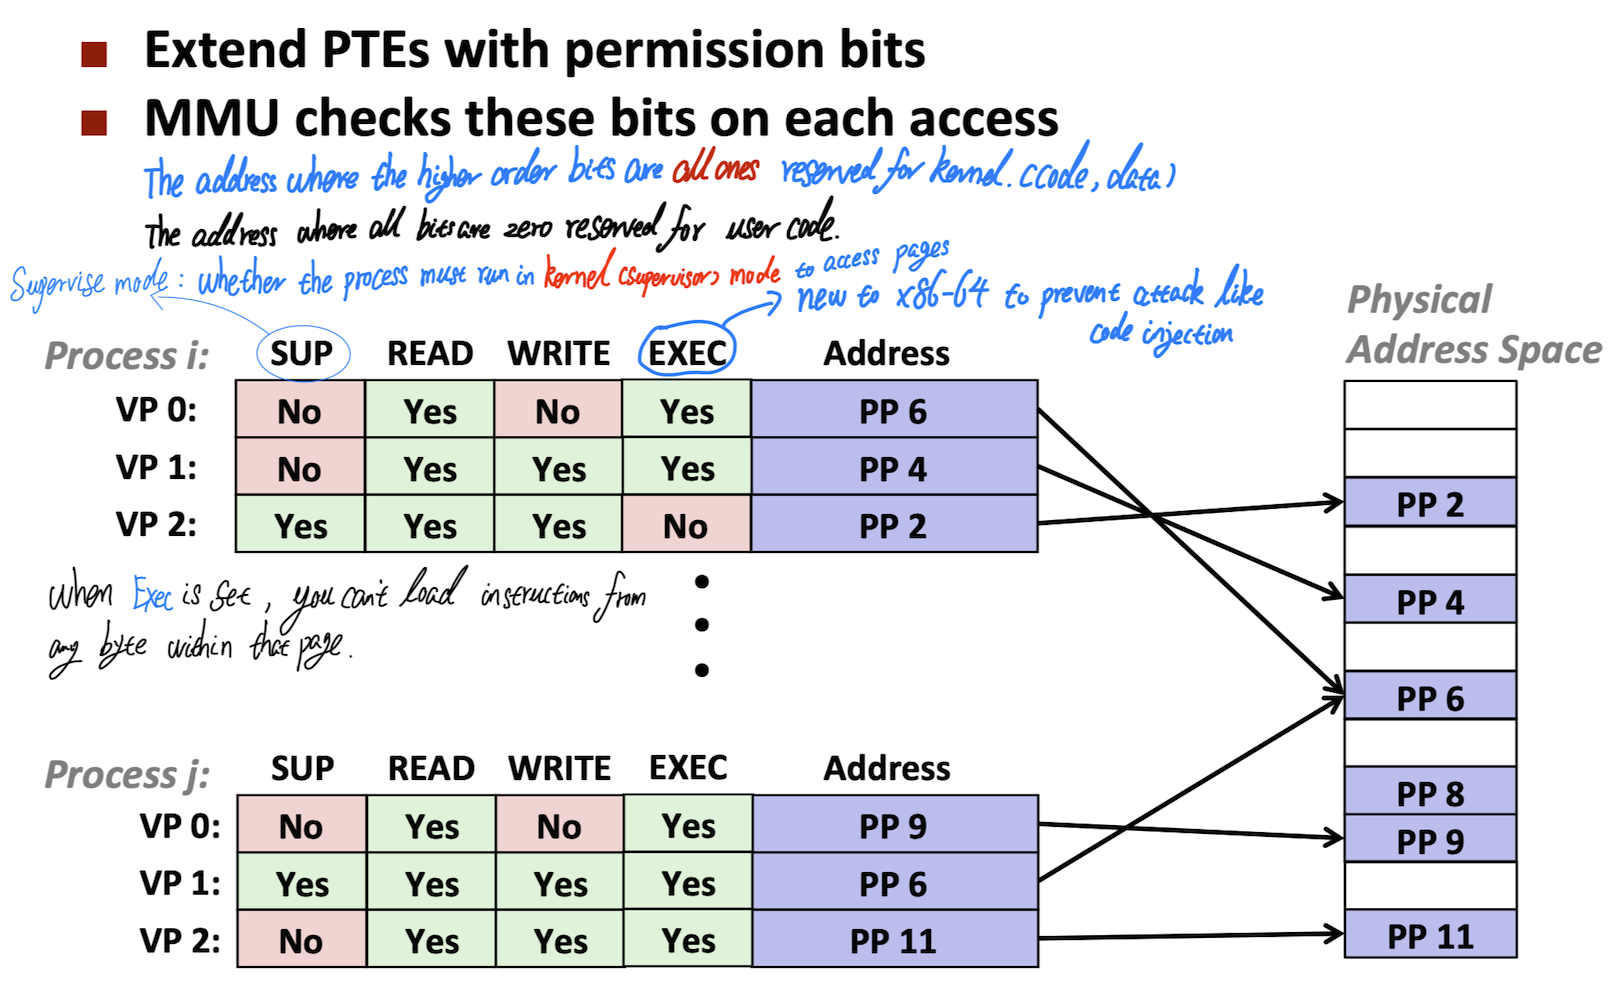 Extend PTEs with permission bits
MMU checks these bits on each access
The address where the higher order bits are all ones reserved for kernel. (code, data)
The address where all bits are zero reserved for user code.
Supervise mode: whether the process must run in kernel (supervisor) mode to access pages
new to x86-64 to prevent attack like
code injection
Physical
Address Space
Process i: SUP READ WRITE EXEC Address
VP 0: No Yes No Yes PP 6
VP 1: No Yes Yes Yes PP 4
VP 2: Yes Yes Yes No PP 2
When Exec is set, you can't load instructions from
any byte within that page.
Process j: SUP READ WRITE EXEC Address
VP 0: No Yes No Yes PP 9
VP 1: Yes Yes Yes Yes PP 6
VP 2: No Yes Yes Yes PP 11
PP 2
PP 4
PP 6
PP 8
PP 9
PP 11